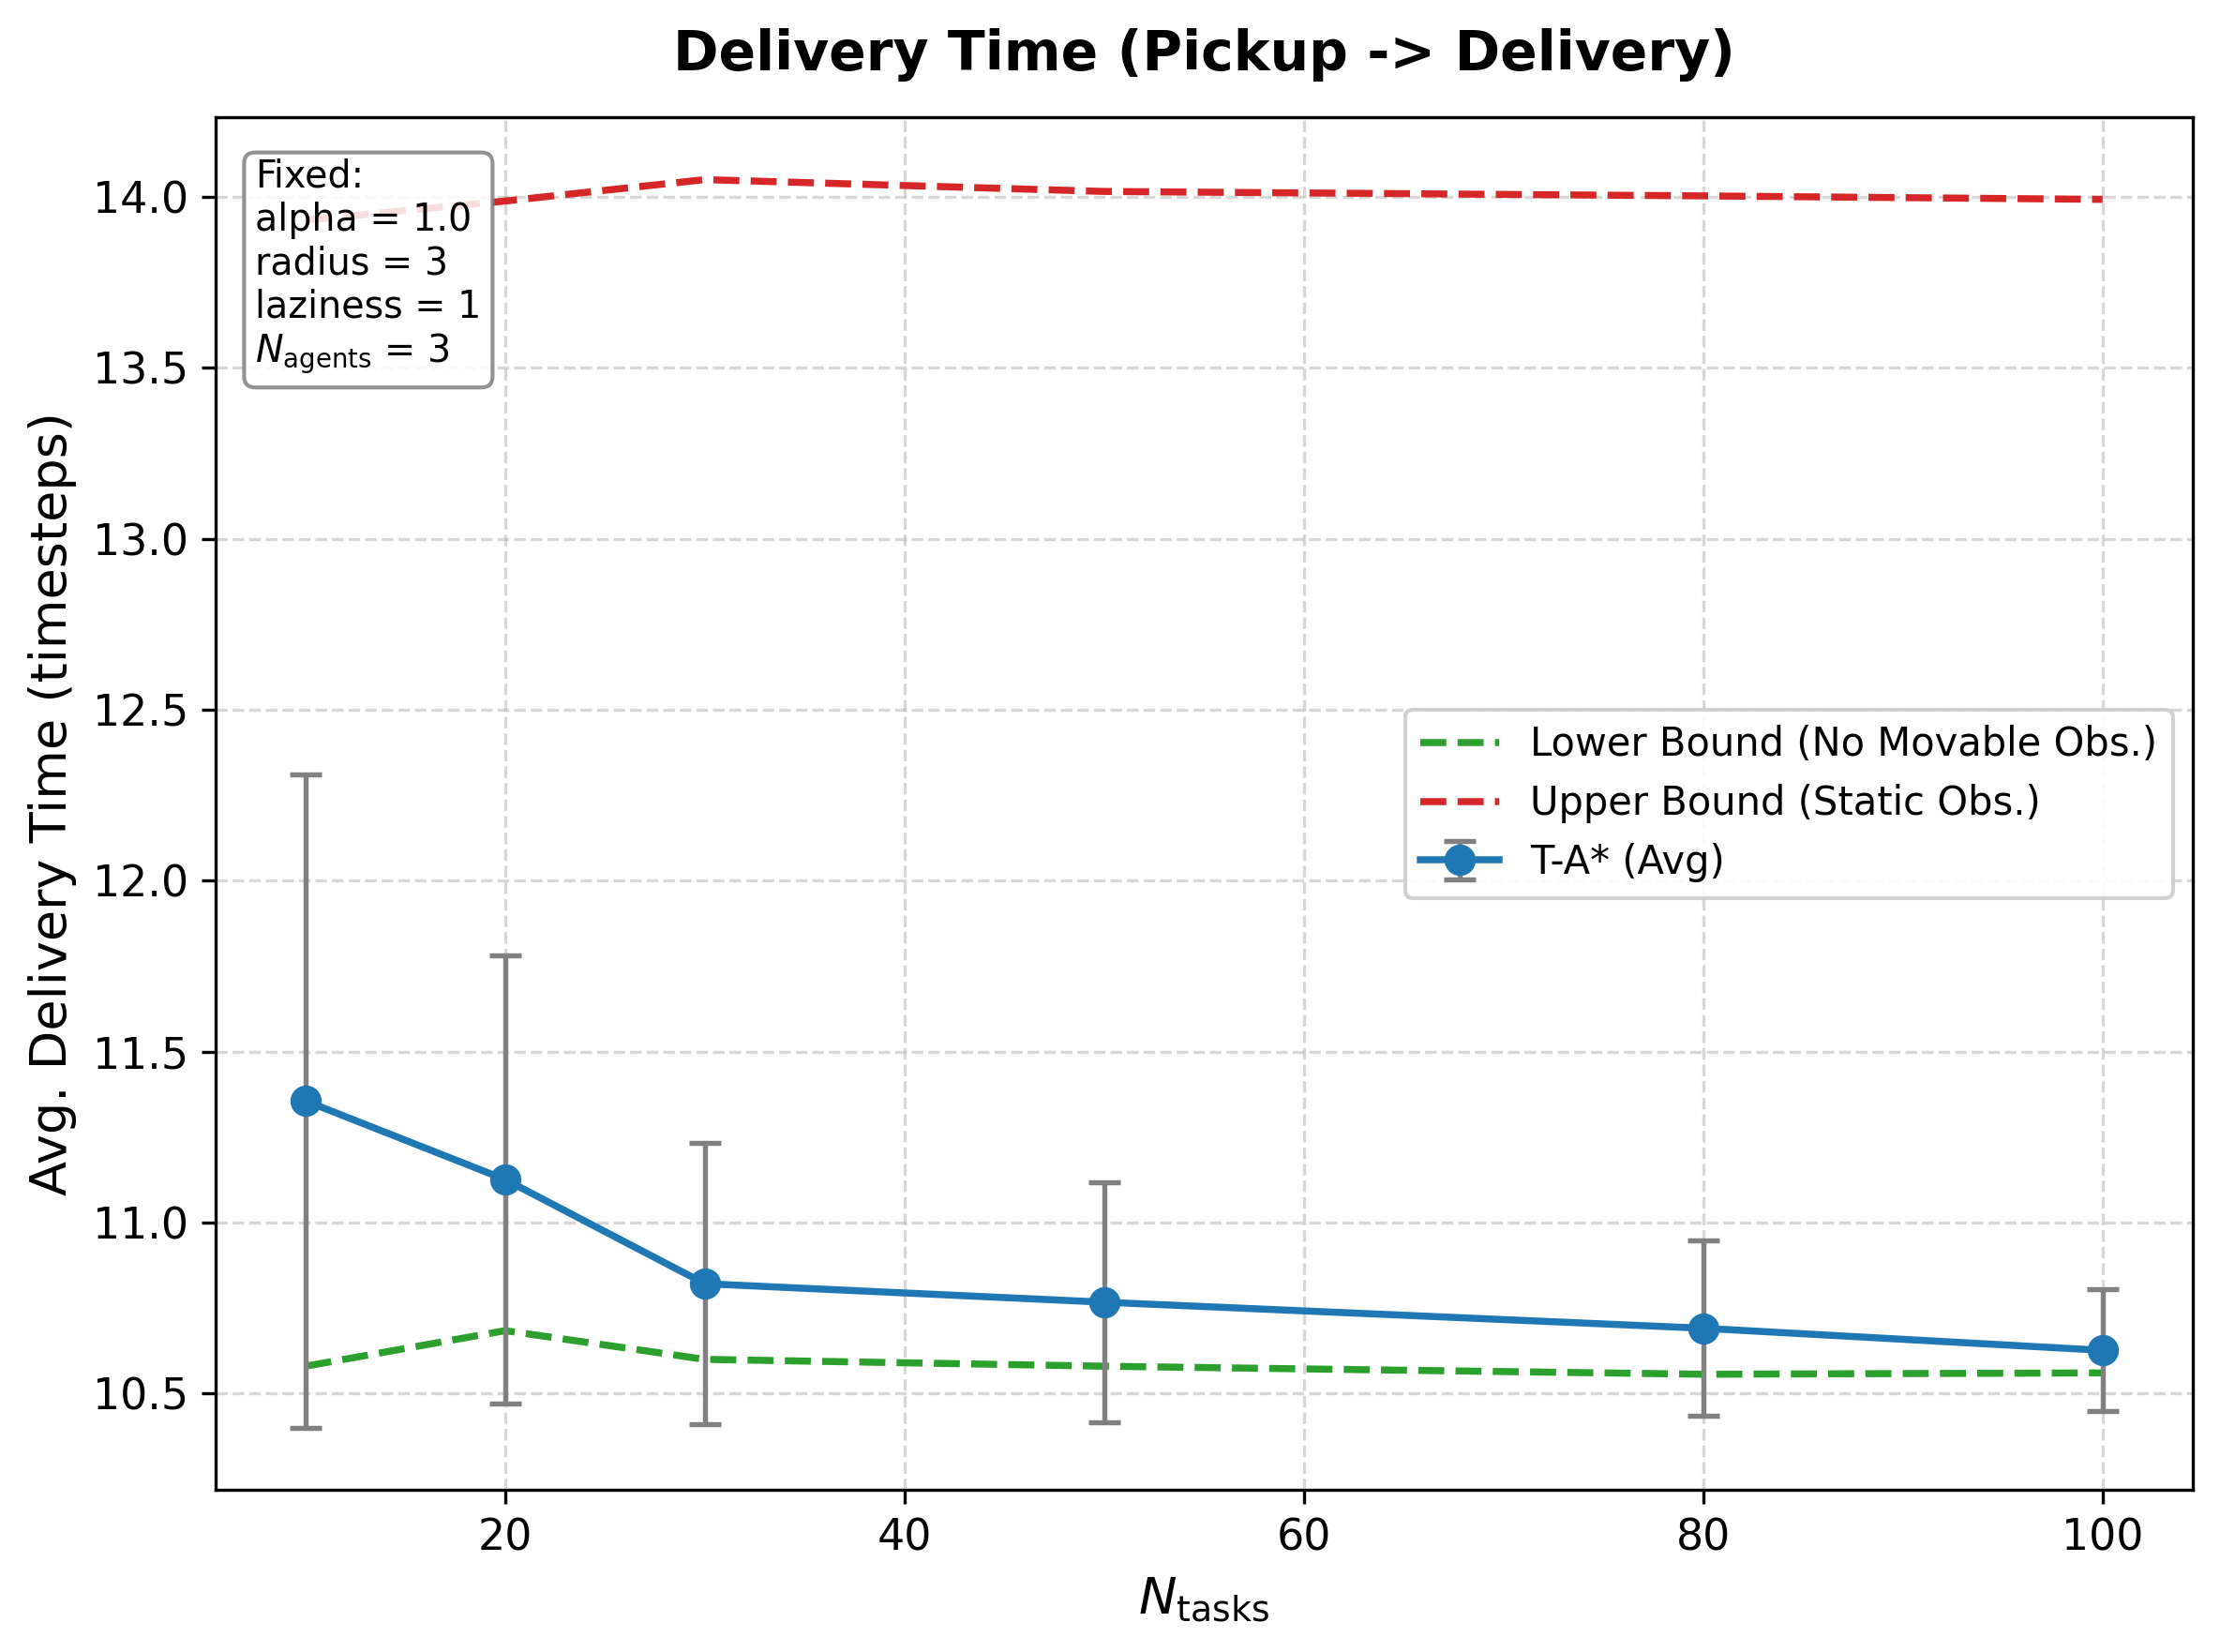 Delivery Time (Pickup -> Delivery)
Fixed:
alpha = 1.0
radius = 3
laziness = 1
N_agents = 3
Avg. Delivery Time (timesteps)
14.0
13.5
13.0
12.5
12.0
11.5
11.0
10.5
Lower Bound (No Movable Obs.)
Upper Bound (Static Obs.)
T-A* (Avg)
20 40 60 80 100
N_tasks